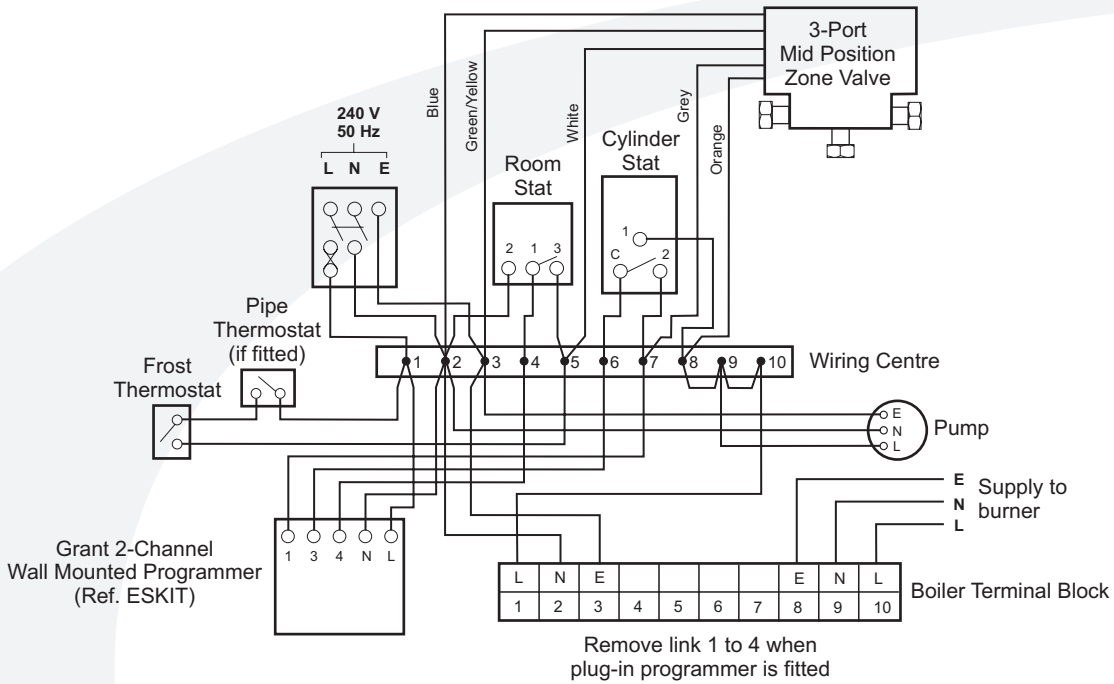 3-Port
Mid Position
Zone Valve
Blue
Green/Yellow
White
Grey
Orange
240 V
50 Hz
L N E
Room
Stat
2 1 3
Cylinder
Stat
1
C 2
Pipe
Thermostat
(if fitted)
Frost
Thermostat
1 2 3 4 5 6 7 8 9 10
Wiring Centre
E
N
L
Pump
E
N
L
Supply to
burner
1 3 4 N L
Grant 2-Channel
Wall Mounted Programmer
(Ref. ESKIT)
L N E E N L
1 2 3 4 5 6 7 8 9 10
Boiler Terminal Block
Remove link 1 to 4 when
plug-in programmer is fitted